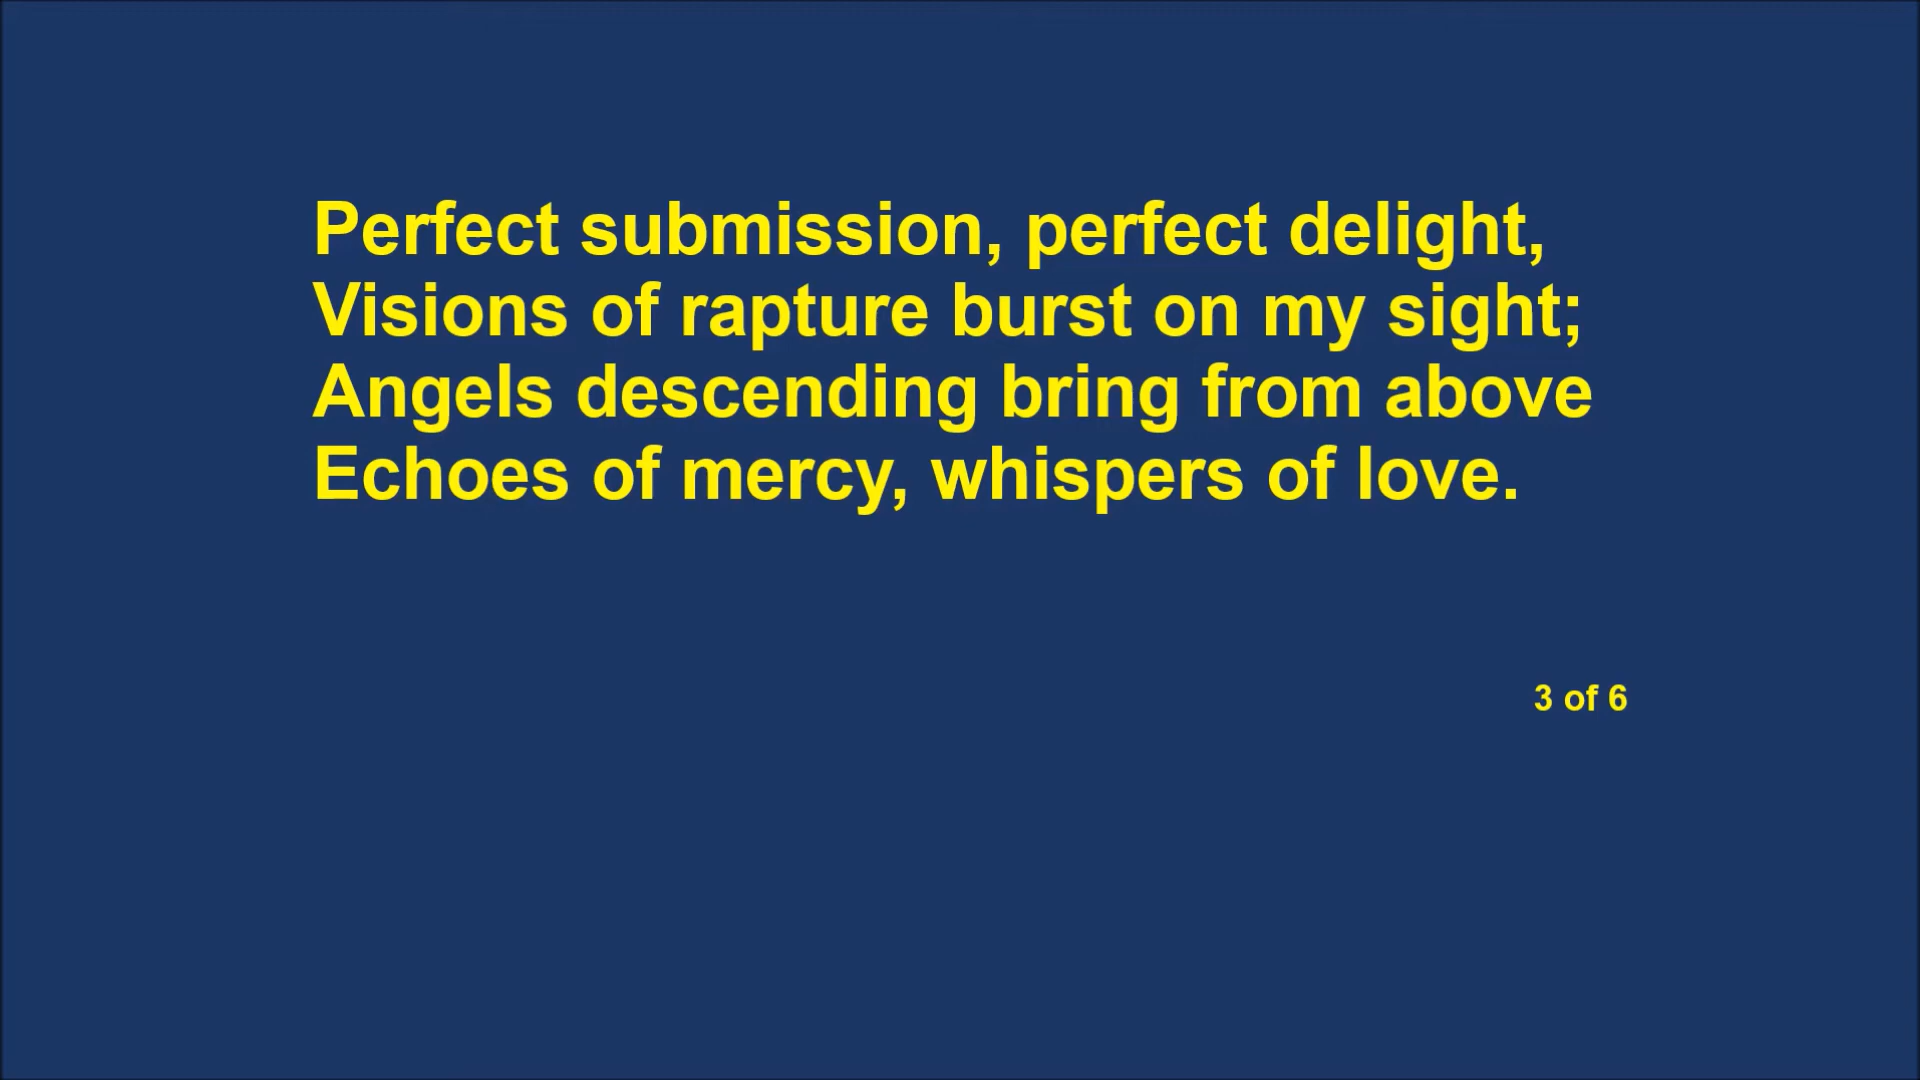 Perfect submission, perfect delight,
Visions of rapture burst on my sight;
Angels descending bring from above
Echoes of mercy, whispers of love.
3 of 6